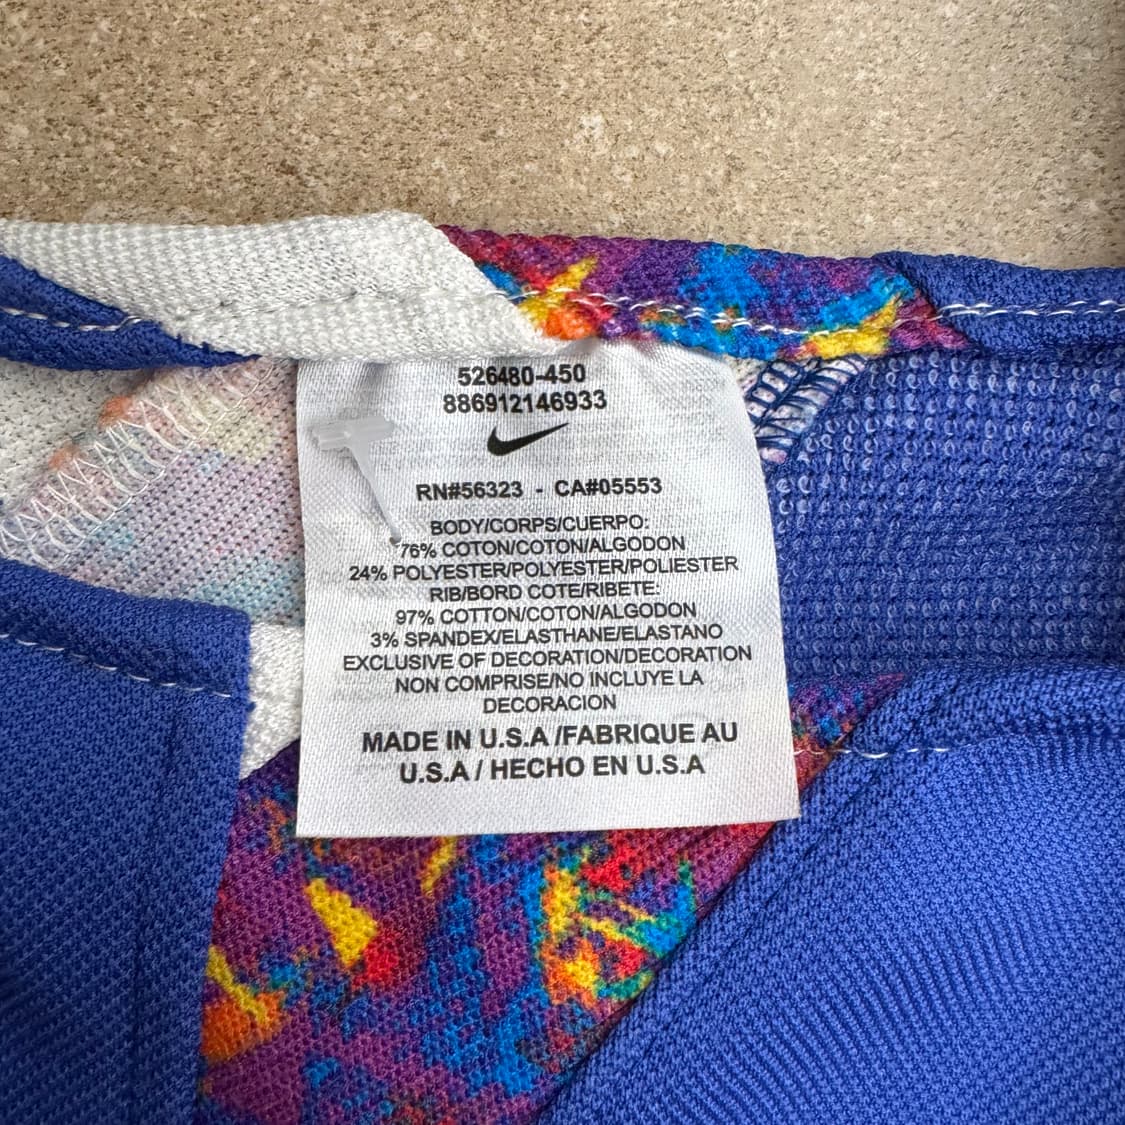 526480-450
886912146933
RN#56323 - CA#05553
BODY/CORPS/CUERPO:
76% COTON/COTON/ALGODON
24% POLYESTER/POLYESTER/POLIESTER
RIB/BORD COTE/RIBETE:
97% COTTON/COTON/ALGODON
3% SPANDEX/ELASTHANE/ELASTANO
EXCLUSIVE OF DECORATION/DECORATION
NON COMPRISE/NO INCLUYE LA
DECORACION
MADE IN U.S.A /FABRIQUE AU
U.S.A / HECHO EN U.S.A